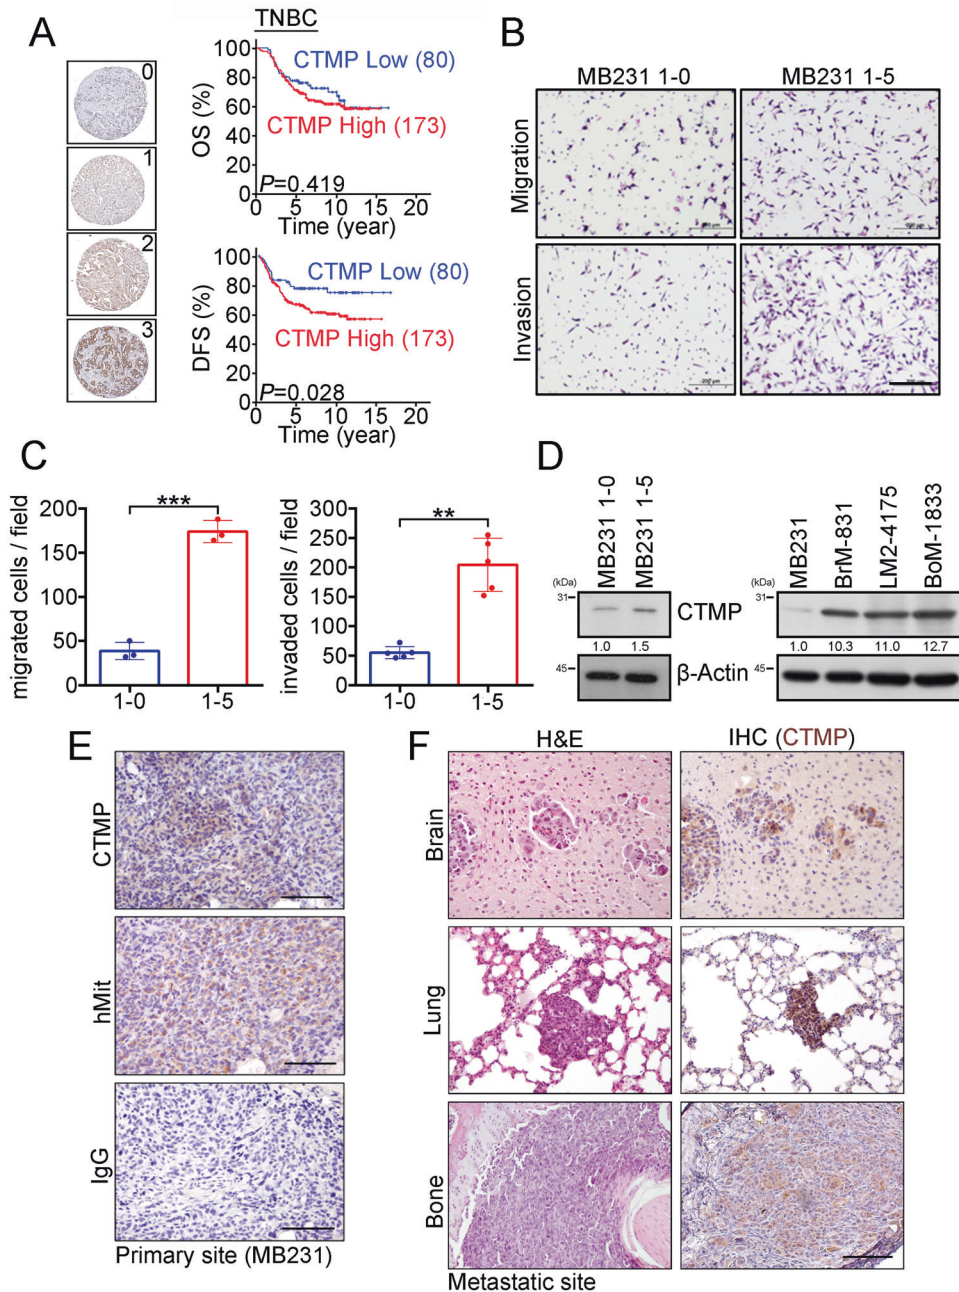 A
0
1
2
3
TNBC
100
80
60
40
20
0
OS (%)
CTMP Low (80)
CTMP High (173)
P=0.419
0 5 10 15 20
Time (year)
100
80
60
40
20
0
DFS (%)
CTMP Low (80)
CTMP High (173)
P=0.028
0 5 10 15 20
Time (year)
B
MB231 1-0
MB231 1-5
Migration
Invasion
200 µm
C
migrated cells / field
200
150
100
50
0
***
1-0
1-5
invaded cells / field
300
250
200
150
100
50
0
**
1-0
1-5
D
MB231 1-0
MB231 1-5
(kDa)
31
CTMP
1.0 1.5
45
β-Actin
MB231
BrM-831
LM2-4175
BoM-1833
(kDa)
31
1.0 10.3 11.0 12.7
45
E
CTMP
hMit
IgG
Primary site (MB231)
F
H&E
IHC (CTMP)
Brain
Lung
Bone
Metastatic site